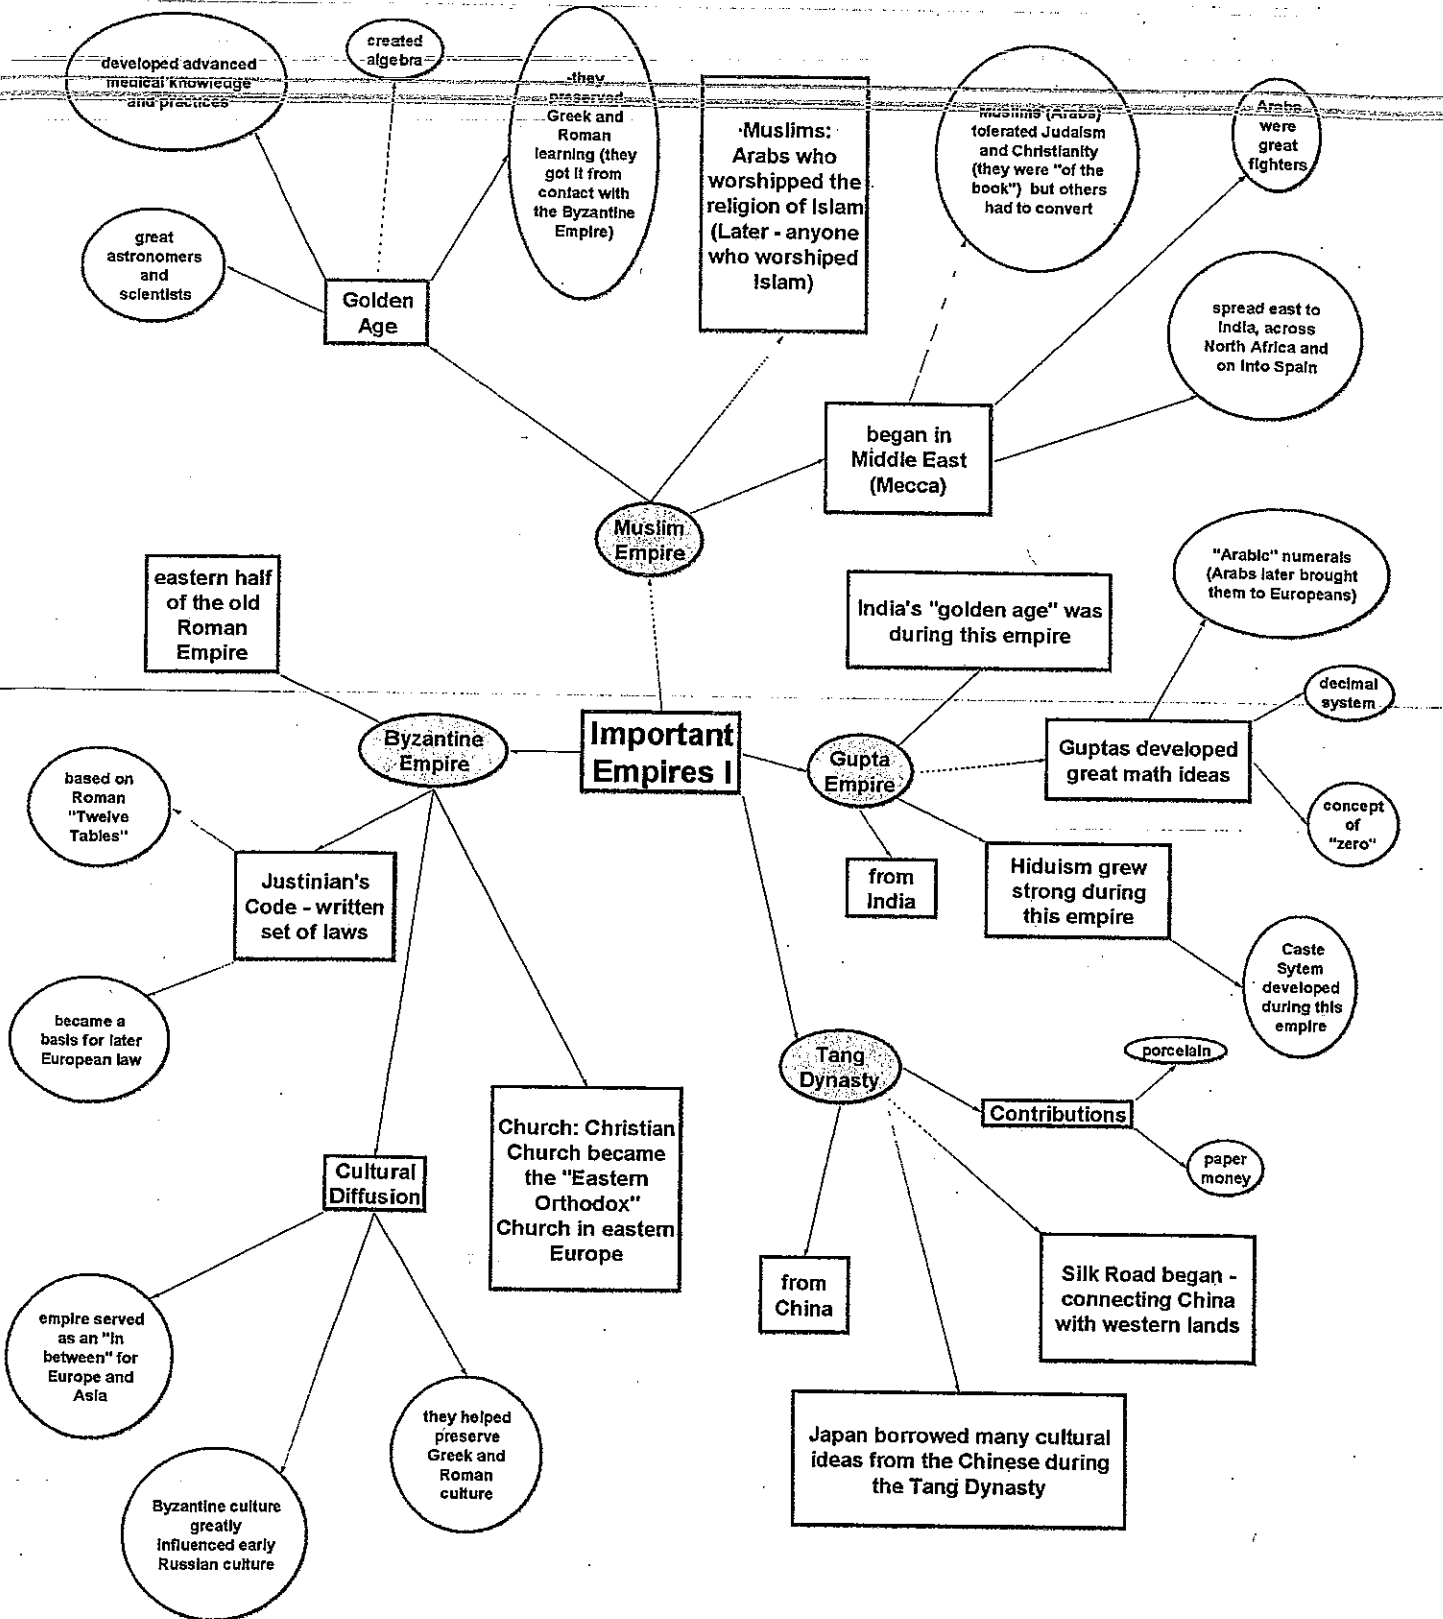 developed advanced
medical knowledge
and practices
created
algebra
they
preserved
Greek and
Roman
learning (they
got it from
contact with
the Byzantine
Empire)
Muslims:
Arabs who
worshipped the
religion of Islam
(Later - anyone
who worshiped
Islam)
Muslims (Arabs)
tolerated Judaism
and Christianity
(they were "of the
book") but others
had to convert
Arabs
were
great
fighters
great
astronomers
and
scientists
Golden
Age
spread east to
India, across
North Africa and
on into Spain
began in
Middle East
(Mecca)
Muslim
Empire
eastern half
of the old
Roman
Empire
India's "golden age" was
during this empire
"Arabic" numerals
(Arabs later brought
them to Europeans)
decimal
system
Byzantine
Empire
Important
Empires I
Gupta
Empire
Guptas developed
great math ideas
based on
Roman
"Twelve
Tables"
concept
of
"zero"
Justinian's
Code - written
set of laws
from
India
Hiduism grew
strong during
this empire
Caste
Sytem
developed
during this
empire
became a
basis for later
European law
Tang
Dynasty
porcelain
Contributions
paper
money
Church: Christian
Church became
the "Eastern
Orthodox"
Church in eastern
Europe
Cultural
Diffusion
from
China
Silk Road began -
connecting China
with western lands
empire served
as an "in
between" for
Europe and
Asia
they helped
preserve
Greek and
Roman
culture
Japan borrowed many cultural
ideas from the Chinese during
the Tang Dynasty
Byzantine culture
greatly
influenced early
Russian culture